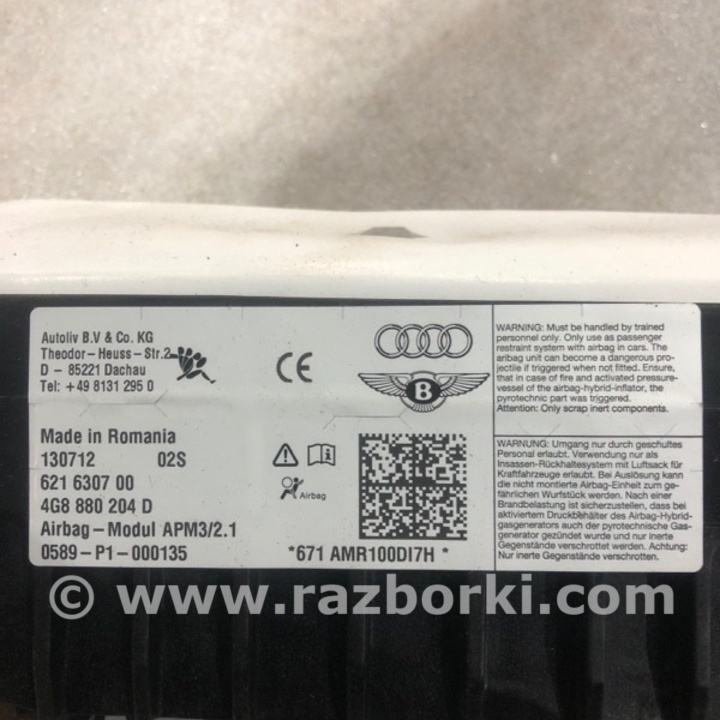 Autoliv B.V & Co. KG
Theodor-Heuss-Str.2
D - 85221 Dachau
Tel: +49 8131 295 0
CE
B
WARNING: Must be handled by trained
personnel only. Only use as passenger
restraint system with airbag in cars. The
aribag unit can become a dangerous pro-
jectile if triggered when not fitted. Ensure,
that in case of fire and activated pressure-
vessel of the airbag-hybrid-inflator, the
pyrotechnic part was triggered.
Attention: Only scrap inert components.
Made in Romania
130712 02S
621 6307 00
4G8 880 204 D
Airbag-Modul APM3/2.1
0589-P1-000135
Airbag
*671 AMR100DI7H *
WARNUNG: Umgang nur durch geschultes
Personal erlaubt. Verwendung nur als
Insassen-Rückhaltesystem mit Luftsack für
Kraftfahrzeuge erlaubt. Bei Auslösung kann
die nicht montierte Airbag-Einheit zum ge-
fährlichen Wurfstück werden. Nach einer
Brandbelastung ist sicherzustellen, dass bei
aktiviertem Druckbehälter des Airbag-Hybrid-
gasgenerators auch der pyrotechnische Gas-
generator gezündet wurde. Achtung:
Nur inerte Gegenstände verschrotten.
Nur inerte Gegenstände verschrotten.
© www.razborki.com